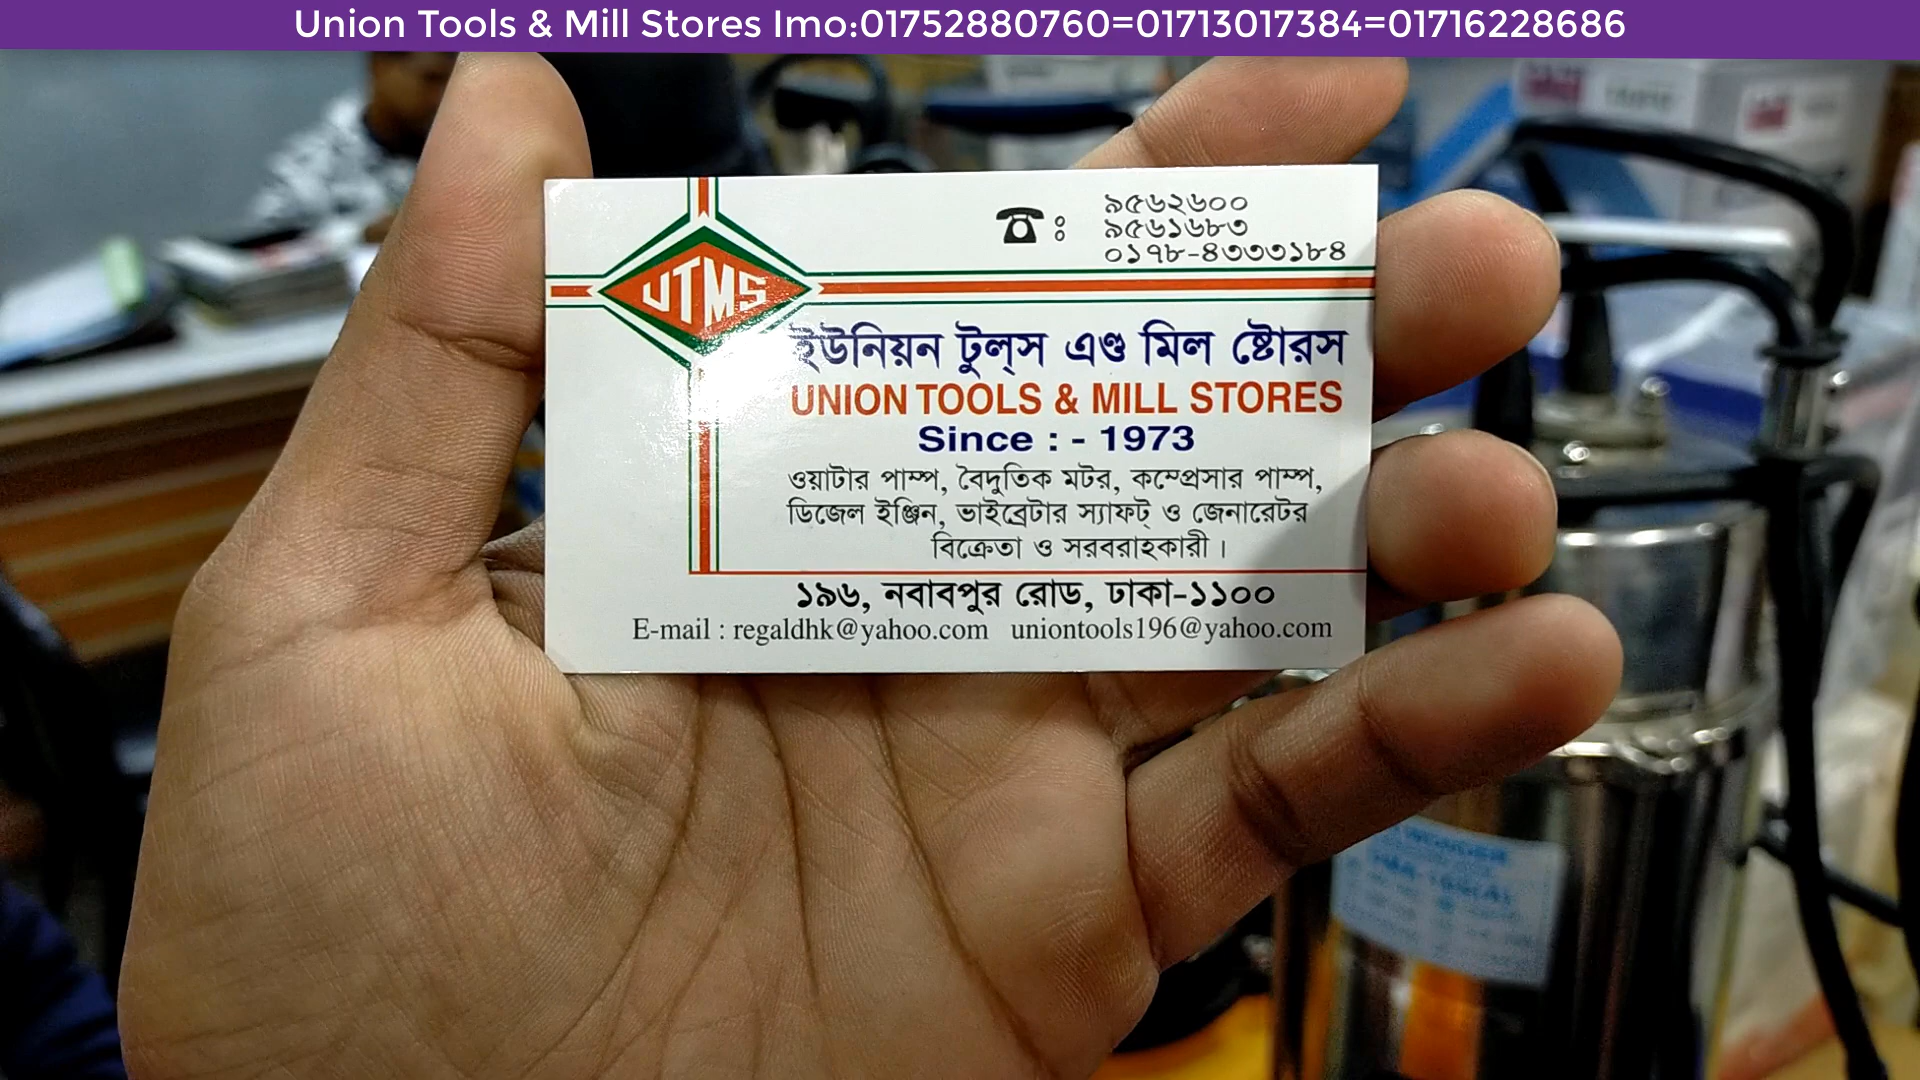 Union Tools & Mill Stores Imo:01752880760=01713017384=01716228686
৯৫৬২৬০০
৯৫৬১৬৮৩
০১৭৮-৪৩৩৩১৮৪
UTMS
ইউনিয়ন টুল্‌স এণ্ড মিল ষ্টোরস
UNION TOOLS & MILL STORES
Since : - 1973
ওয়াটার পাম্প, বৈদুতিক মটর, কম্প্রেসার পাম্প,
ডিজেল ইঞ্জিন, ভাইব্রেটার স্যাফট্ ও জেনারেটর
বিক্রেতা ও সরবরাহকারী।
১৯৬, নবাবপুর রোড, ঢাকা-১১০০
E-mail : regaldhk@yahoo.com uniontools196@yahoo.com